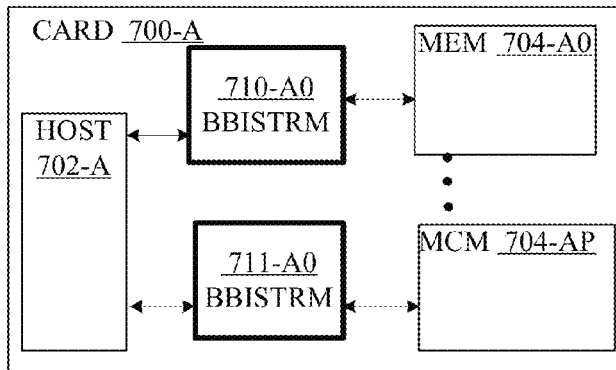 CARD 700-A
710-A0
BBISTRM
MEM 704-A0
HOST
702-A
711-A0
BBISTRM
MCM 704-AP